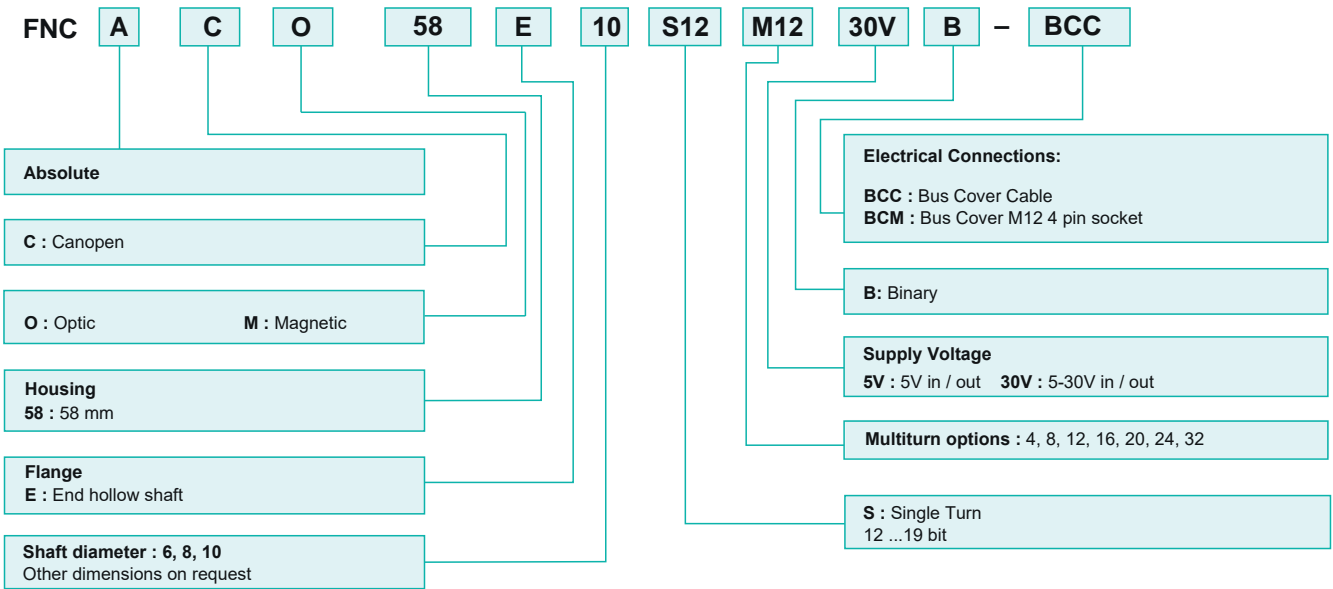 FNC A C O 58 E 10 S12 M12 30V B – BCC
Absolute
C : Canopen
O : Optic M : Magnetic
Housing
58 : 58 mm
Flange
E : End hollow shaft
Shaft diameter : 6, 8, 10
Other dimensions on request
Electrical Connections:
BCC : Bus Cover Cable
BCM : Bus Cover M12 4 pin socket
B: Binary
Supply Voltage
5V : 5V in / out 30V : 5-30V in / out
Multiturn options : 4, 8, 12, 16, 20, 24, 32
S : Single Turn
12 ...19 bit